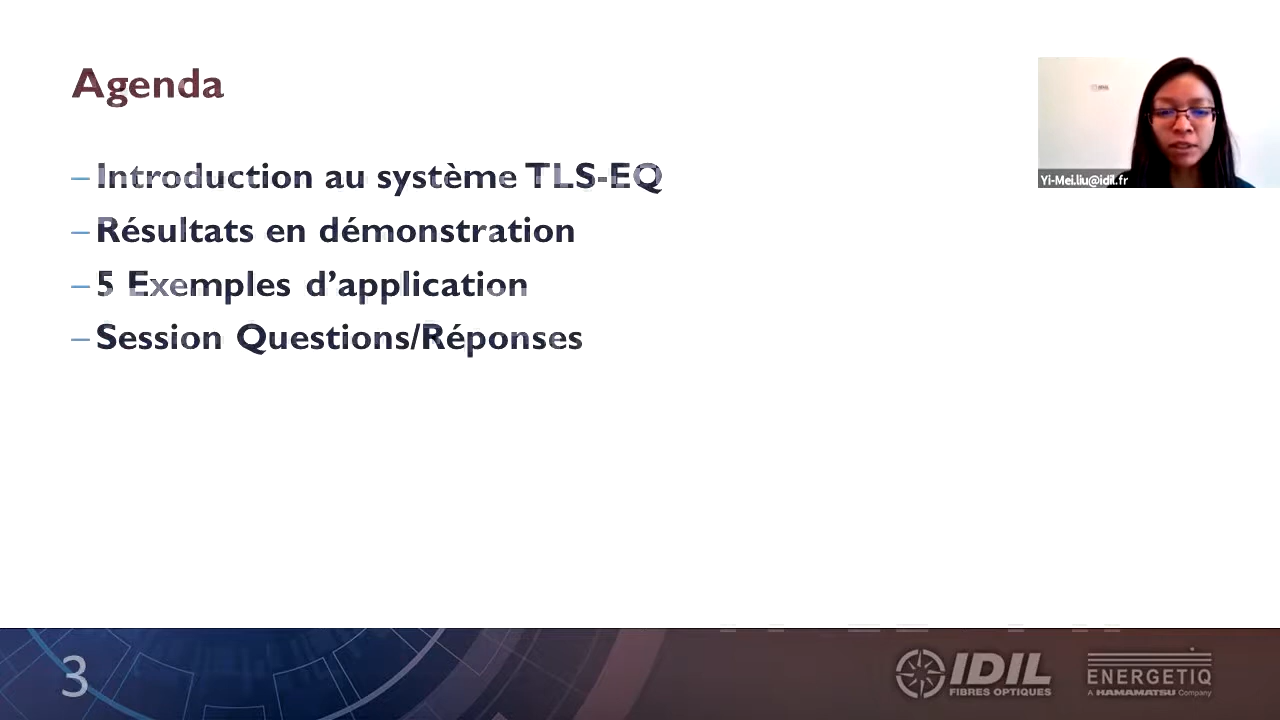 Agenda
– Introduction au système TLS-EQ
– Résultats en démonstration
– 5 Exemples d’application
– Session Questions/Réponses
Yi-Mei.liu@idil.fr
3
IDIL
FIBRES OPTIQUES
ENERGETIQ
A HAMAMATSU Company